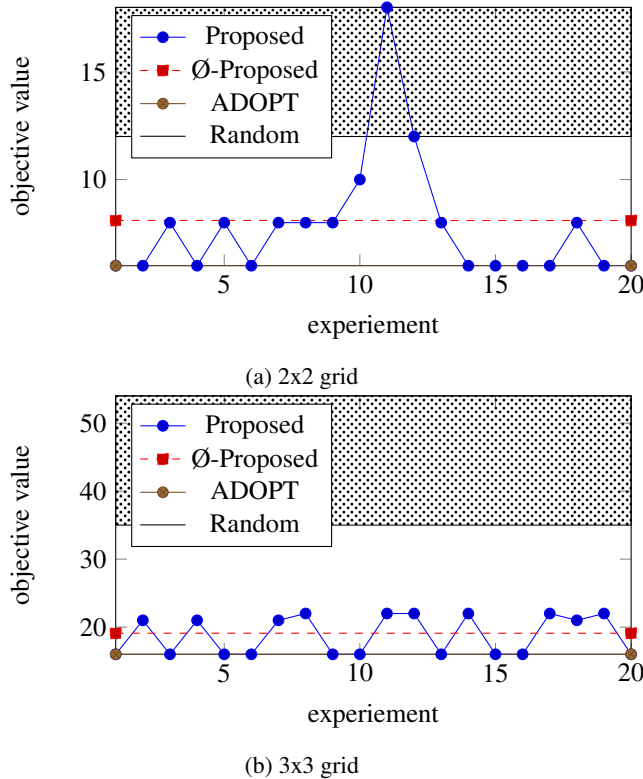 Proposed
Ø-Proposed
ADOPT
Random
15
10
objective value
5
10
15
20
experiement
(a) 2x2 grid
Proposed
Ø-Proposed
ADOPT
Random
50
40
30
20
objective value
5
10
15
20
experiement
(b) 3x3 grid